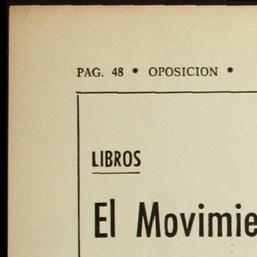 PAG. 48 • OPOSICION •
LIBROS
El Movimie